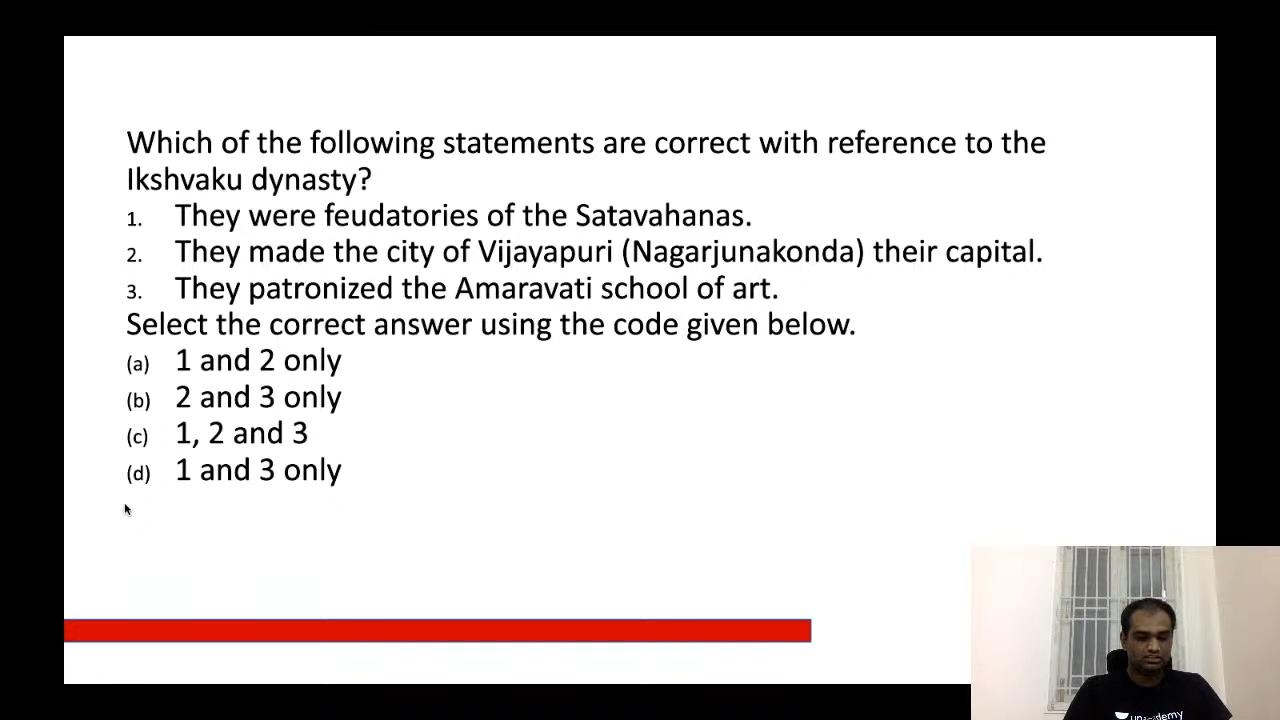 Which of the following statements are correct with reference to the
Ikshvaku dynasty?
1. They were feudatories of the Satavahanas.
2. They made the city of Vijayapuri (Nagarjunakonda) their capital.
3. They patronized the Amaravati school of art.
Select the correct answer using the code given below.
(a) 1 and 2 only
(b) 2 and 3 only
(c) 1, 2 and 3
(d) 1 and 3 only
unacademy